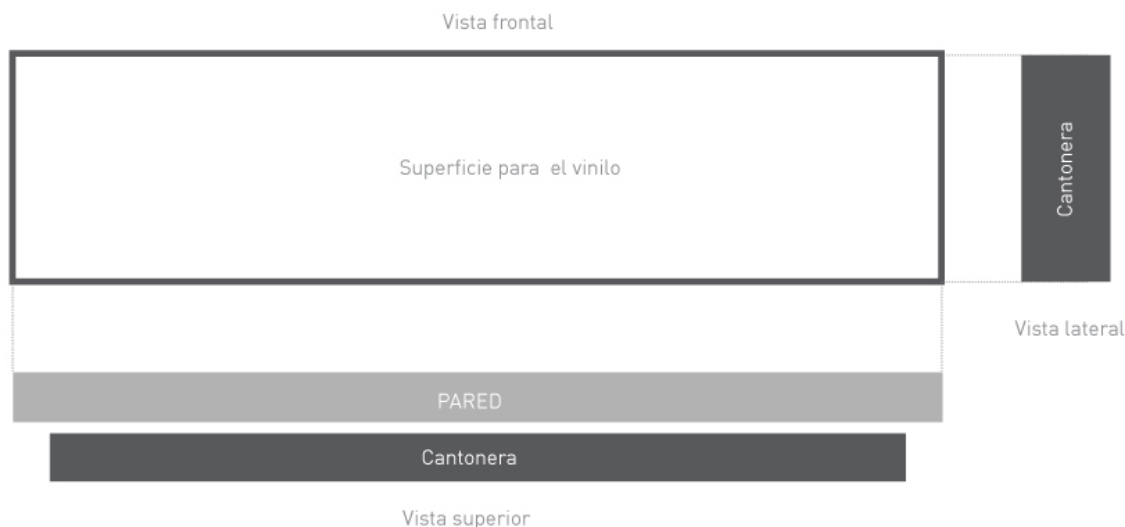 Vista frontal
Superficie para el vinilo
Cantonera
Vista lateral
PARED
Cantonera
Vista superior